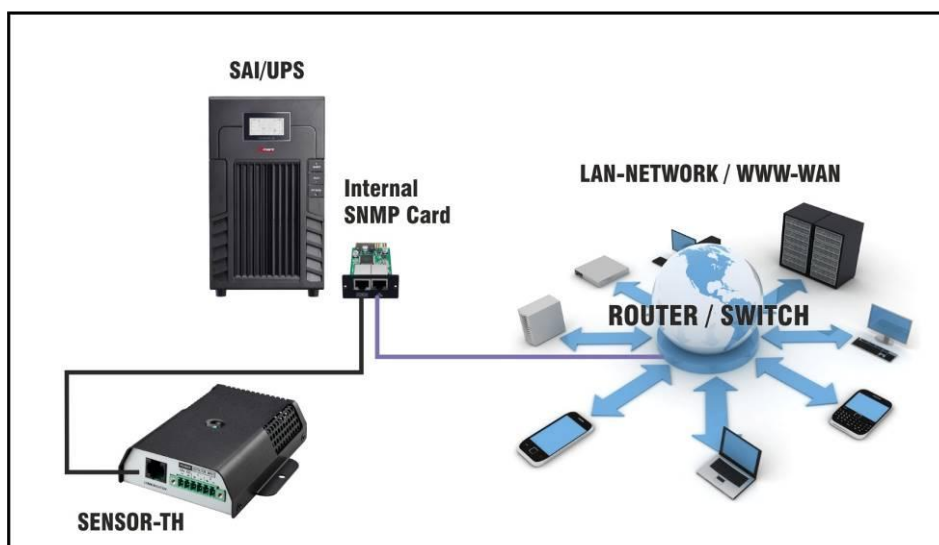 SAI/UPS
Internal
SNMP Card
LAN-NETWORK / WWW-WAN
ROUTER / SWITCH
SENSOR-TH